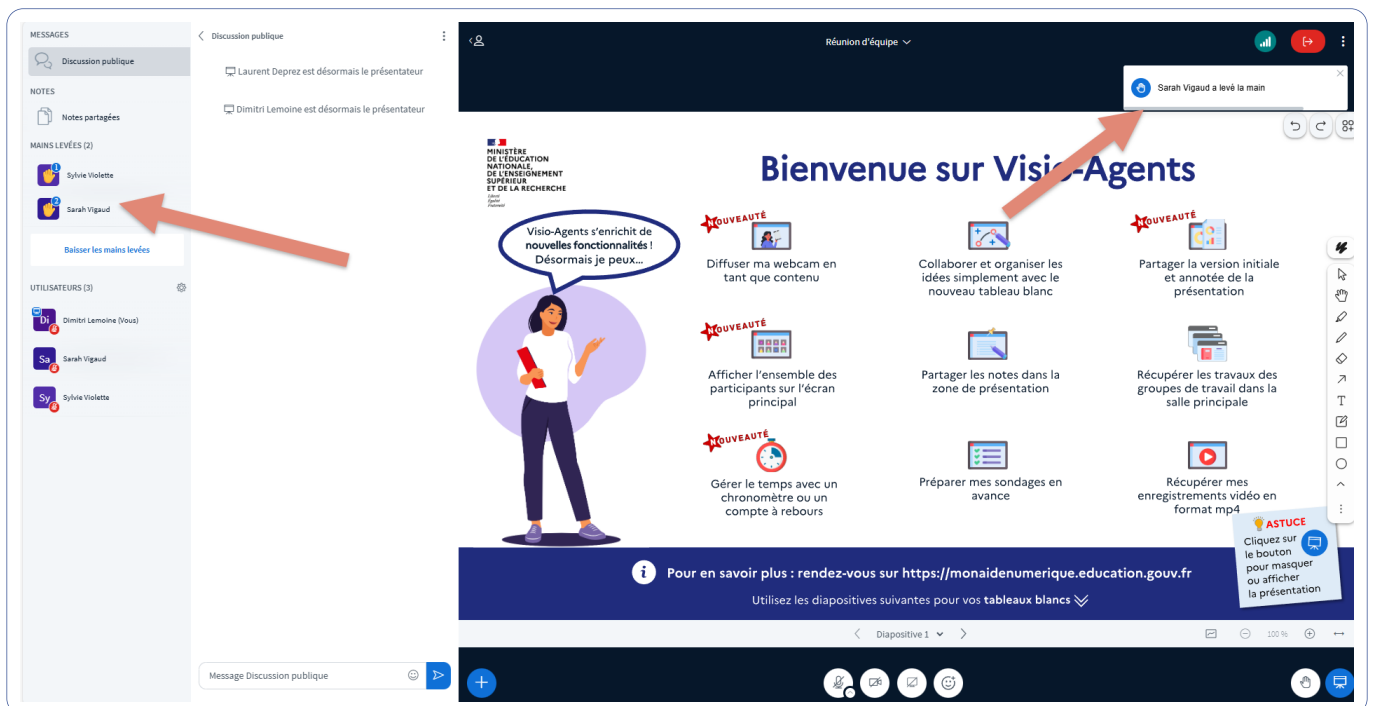 MESSAGES
Discussion publique
NOTES
Notes partagées
MAINS LEVÉES (2)
1
Sylvie Violette
2
Sarah Vigaud
Baisser les mains levées
UTILISATEURS (3)
Di
Dimitri Lemoine (Vous)
Sa
Sarah Vigaud
Sy
Sylvie Violette
Discussion publique
Laurent Deprez est désormais le présentateur
Dimitri Lemoine est désormais le présentateur
Message Discussion publique
Réunion d'équipe
Sarah Vigaud a levé la main
MINISTÈRE
DE L'ÉDUCATION
NATIONALE,
DE L'ENSEIGNEMENT
SUPÉRIEUR
ET DE LA RECHERCHE
Liberté
Égalité
Fraternité
Bienvenue sur Visio-Agents
Visio-Agents s'enrichit de
nouvelles fonctionnalités !
Désormais je peux...
NOUVEAUTÉ
Diffuser ma webcam en
tant que contenu
Collaborer et organiser les
idées simplement avec le
nouveau tableau blanc
NOUVEAUTÉ
Partager la version initiale
et annotée de la
présentation
NOUVEAUTÉ
Afficher l'ensemble des
participants sur l'écran
principal
Partager les notes dans la
zone de présentation
Récupérer les travaux des
groupes de travail dans la
salle principale
NOUVEAUTÉ
Gérer le temps avec un
chronomètre ou un
compte à rebours
Préparer mes sondages en
avance
Récupérer mes
enregistrements vidéo en
format mp4
ASTUCE
Cliquez sur
le bouton
pour masquer
ou afficher
la présentation
i Pour en savoir plus : rendez-vous sur https://monaidenumerique.education.gouv.fr
Utilisez les diapositives suivantes pour vos tableaux blancs
Diapositive 1
100 %
T